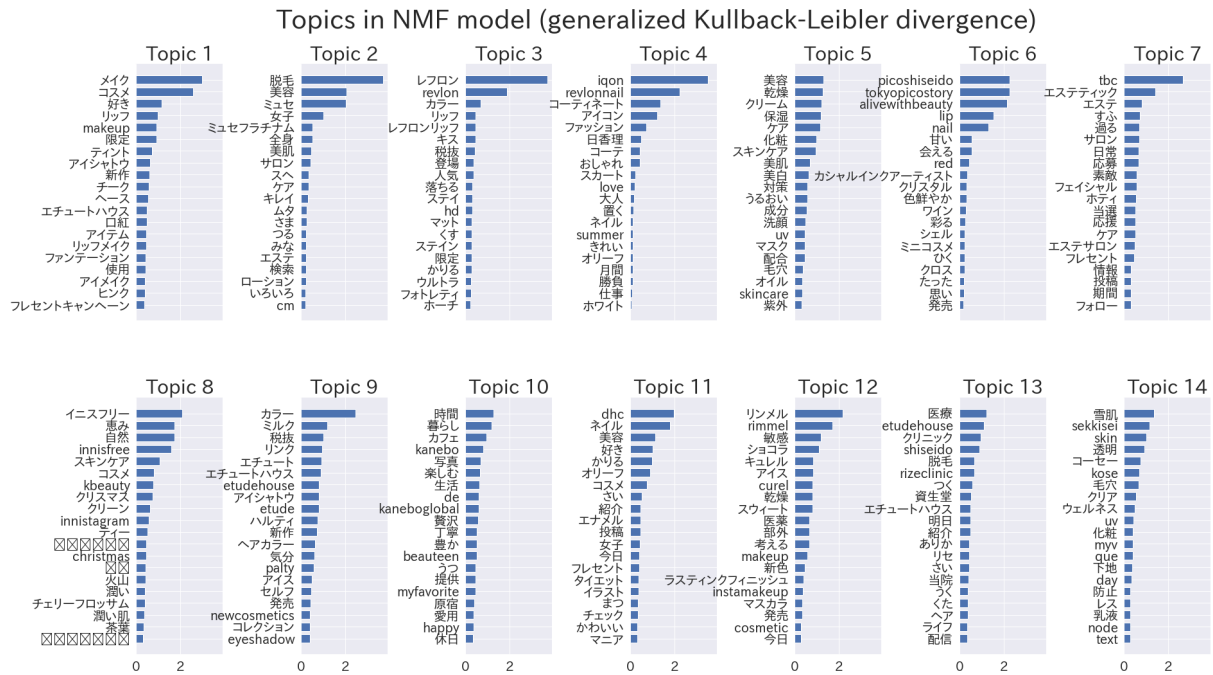 Topics in NMF model (generalized Kullback-Leibler divergence)
Topic 1
メイク
コスメ
好き
リッフ
makeup
限定
ティント
アイシャトウ
新作
チーク
ヘース
エチュートハウス
口紅
アイテム
リッフメイク
ファンテーション
使用
アイメイク
ヒンク
フレセントキャンヘーン
Topic 2
脱毛
美容
ミュセ
女子
ミュセフラチナム
全身
美肌
サロン
スヘ
ケア
キレイ
ムタ
さま
つる
みな
エステ
検索
ローション
いろいろ
cm
Topic 3
レフロン
revlon
カラー
リッフ
レフロンリッフ
キス
税抜
登場
人気
落ちる
ステイ
hd
マット
くす
ステイン
限定
かりる
ウルトラ
フォトレティ
ホーチ
Topic 4
iqon
revlonnail
コーティネート
アイコン
ファッション
日香理
コーテ
おしゃれ
スカート
love
大人
置く
ネイル
summer
きれい
オリーフ
月間
勝負
仕事
ホワイト
Topic 5
美容
乾燥
クリーム
保湿
ケア
化粧
スキンケア
美肌
美白
対策
うるおい
成分
洗顔
uv
マスク
配合
毛穴
オイル
skincare
紫外
Topic 6
picoshiseido
tokyopicostory
alivewithbeauty
lip
nail
甘い
会える
red
カシャルインクアーティスト
クリスタル
色鮮やか
ワイン
彩る
シェル
ミニコスメ
ひく
クロス
たった
思い
発売
Topic 7
tbc
エステティック
エステ
すふ
過る
サロン
日常
応募
素敵
フェイシャル
ホティ
当選
応援
ケア
エステサロン
フレセント
情報
投稿
期間
フォロー
0 2
0 2
0 2
0 2
0 2
0 2
0 2
Topic 8
イニスフリー
恵み
自然
innisfree
スキンケア
コスメ
kbeauty
クリスマス
クリーン
innistagram
ティー
christmas
火山
潤い
チェリーフロッサム
潤い肌
茶葉
Topic 9
カラー
ミルク
税抜
リンク
エチュート
エチュートハウス
etudehouse
アイシャトウ
etude
ハルティ
新作
ヘアカラー
気分
palty
アイス
セルフ
発売
newcosmetics
コレクション
eyeshadow
Topic 10
時間
暮らし
カフェ
kanebo
写真
楽しむ
生活
de
kaneboglobal
贅沢
丁寧
豊か
beauteen
うつ
提供
myfavorite
原宿
愛用
happy
休日
Topic 11
dhc
ネイル
美容
好き
かりる
オリーフ
コスメ
さい
紹介
エナメル
投稿
女子
今日
フレセント
タイエット
イラスト
まつ
チェック
かわいい
マニア
Topic 12
リンメル
rimmel
敏感
ショコラ
キュレル
アイス
curel
乾燥
スウィート
医薬
部外
考える
makeup
新色
ラスティンクフィニッシュ
instamakeup
マスカラ
発売
cosmetic
今日
Topic 13
医療
etudehouse
クリニック
shiseido
脱毛
rizeclinic
つく
資生堂
エチュートハウス
明日
紹介
ありか
リセ
さい
当院
うく
くた
ヘア
ライフ
配信
Topic 14
雪肌
sekkisei
skin
透明
コーセー
kose
毛穴
クリア
ウェルネス
uv
化粧
myv
que
下地
day
防止
レス
乳液
node
text